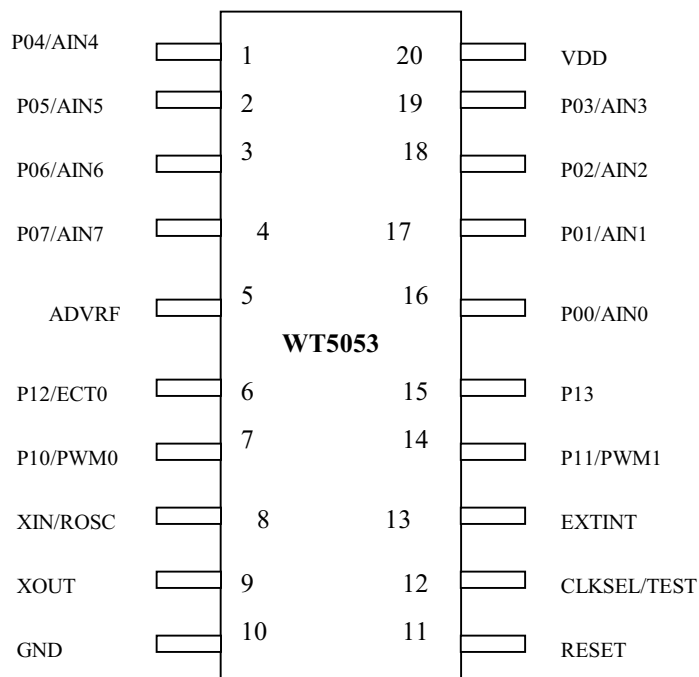 P04/AIN4 1 20 VDD
P05/AIN5 2 19 P03/AIN3
P06/AIN6 3 18 P02/AIN2
P07/AIN7 4 17 P01/AIN1
ADVRF 5 16 P00/AIN0
WT5053
P12/ECT0 6 15 P13
P10/PWM0 7 14 P11/PWM1
XIN/ROSC 8 13 EXTINT
XOUT 9 12 CLKSEL/TEST
GND 10 11 RESET